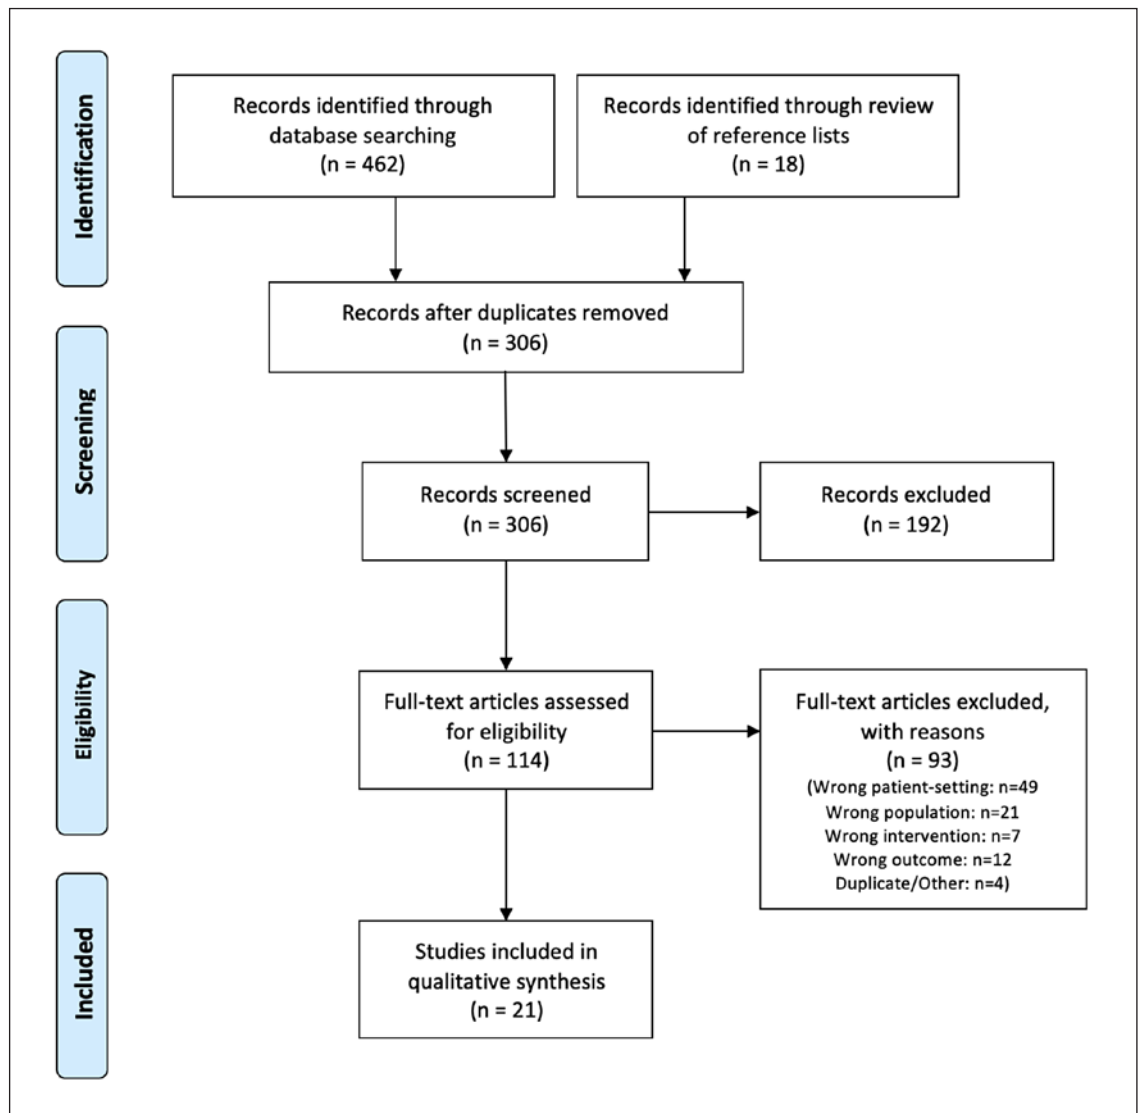 Identification
Records identified through
database searching
(n = 462)
Records identified through review
of reference lists
(n = 18)
Records after duplicates removed
(n = 306)
Screening
Records screened
(n = 306)
Records excluded
(n = 192)
Eligibility
Full-text articles assessed
for eligibility
(n = 114)
Full-text articles excluded,
with reasons
(n = 93)
(Wrong patient-setting: n=49
Wrong population: n=21
Wrong intervention: n=7
Wrong outcome: n=12
Duplicate/Other: n=4)
Included
Studies included in
qualitative synthesis
(n = 21)